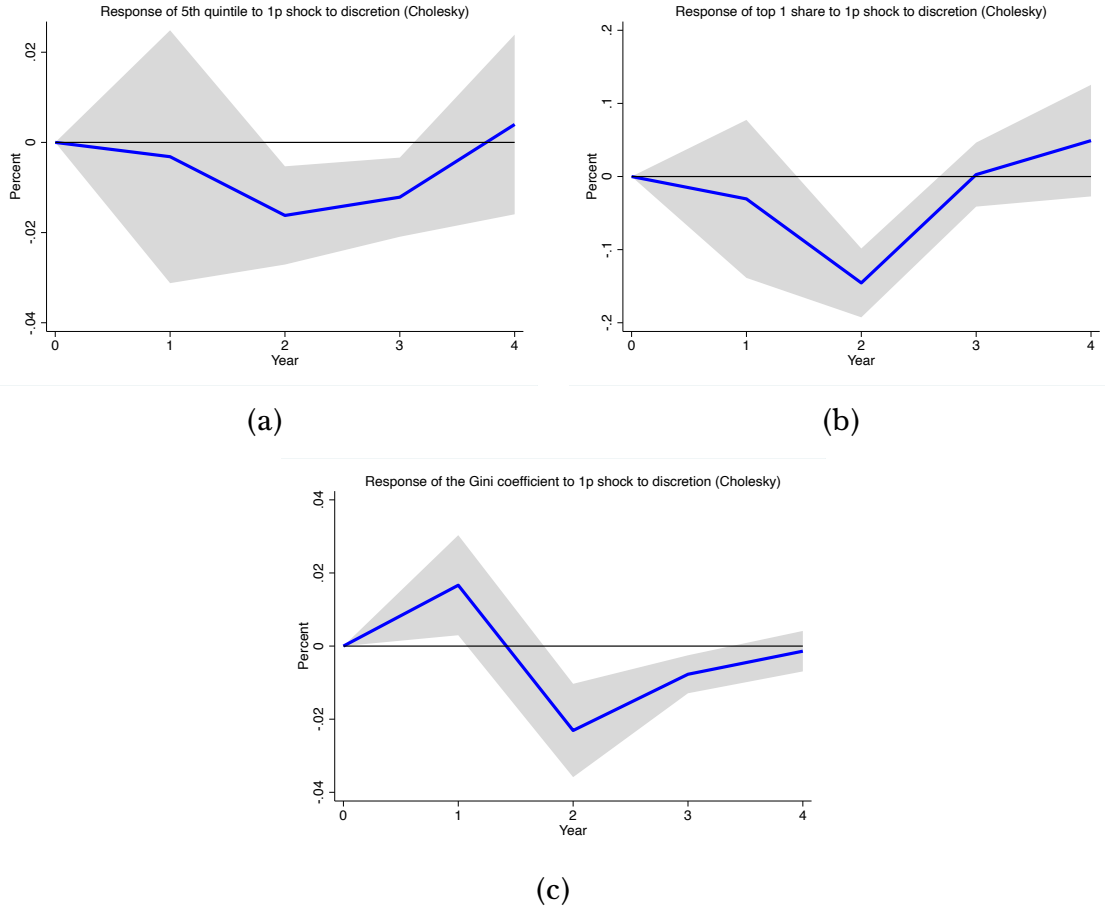 Response of 5th quintile to 1p shock to discretion (Cholesky)
.02
0
-.02
-.04
Percent
0 1 2 3 4
Year
(a)
Response of top 1 share to 1p shock to discretion (Cholesky)
.2
.1
0
-.1
-.2
Percent
0 1 2 3 4
Year
(b)
Response of the Gini coefficient to 1p shock to discretion (Cholesky)
.04
.02
0
-.02
-.04
Percent
0 1 2 3 4
Year
(c)